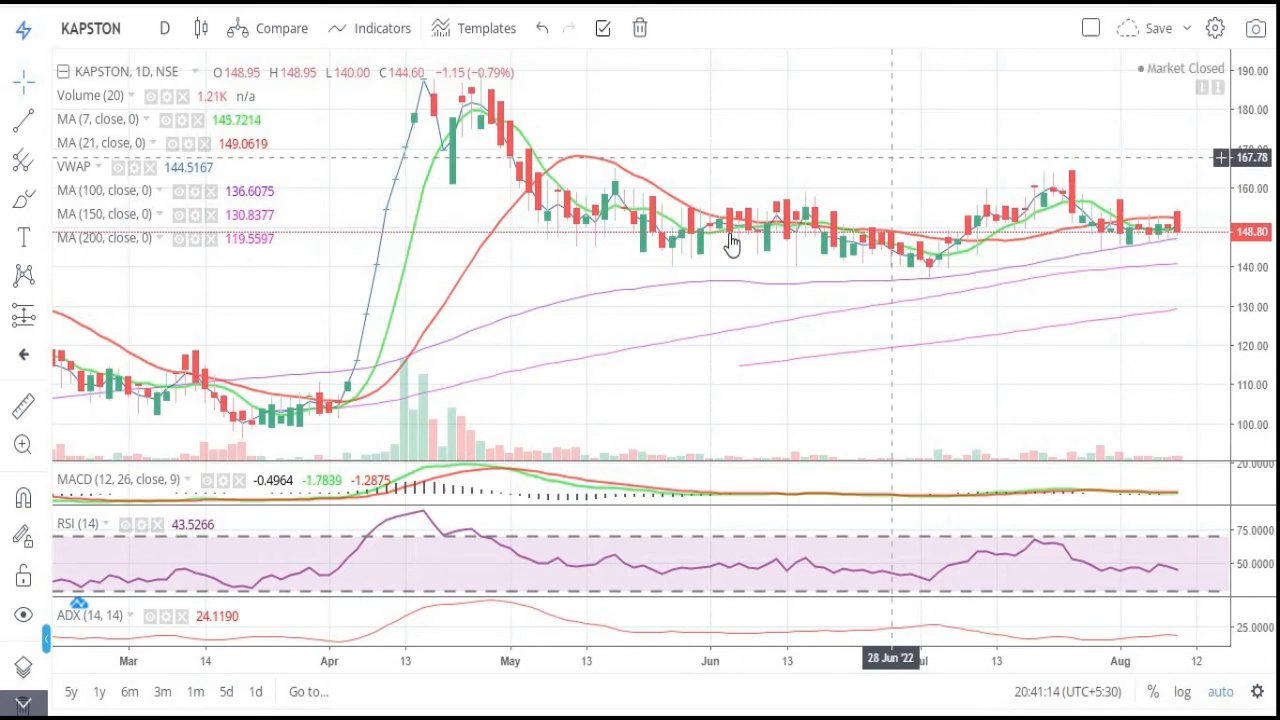 KAPSTON D Compare Indicators Templates Save
KAPSTON, 1D, NSE O 148.95 H 148.95 L 140.00 C 144.60 −1.15 (−0.79%)
Market Closed
Volume (20) 1.21K n/a
MA (7, close, 0) 145.7214
MA (21, close, 0) 149.0619
VWAP 144.5167
MA (100, close, 0) 136.6075
MA (150, close, 0) 130.8377
MA (200, close, 0) 119.5597
190.00
180.00
167.78
160.00
148.80
140.00
130.00
120.00
110.00
100.00
MACD (12, 26, close, 9) -0.4964 -1.7839 -1.2875
20.0000
RSI (14) 43.5266
75.0000
50.0000
ADX (14, 14) 24.1190
25.0000
Mar 14 Apr 13 May 13 Jun 13 28 Jun '22 13 Aug 12
5y 1y 6m 3m 1m 5d 1d Go to... 20:41:14 (UTC+5:30) % log auto